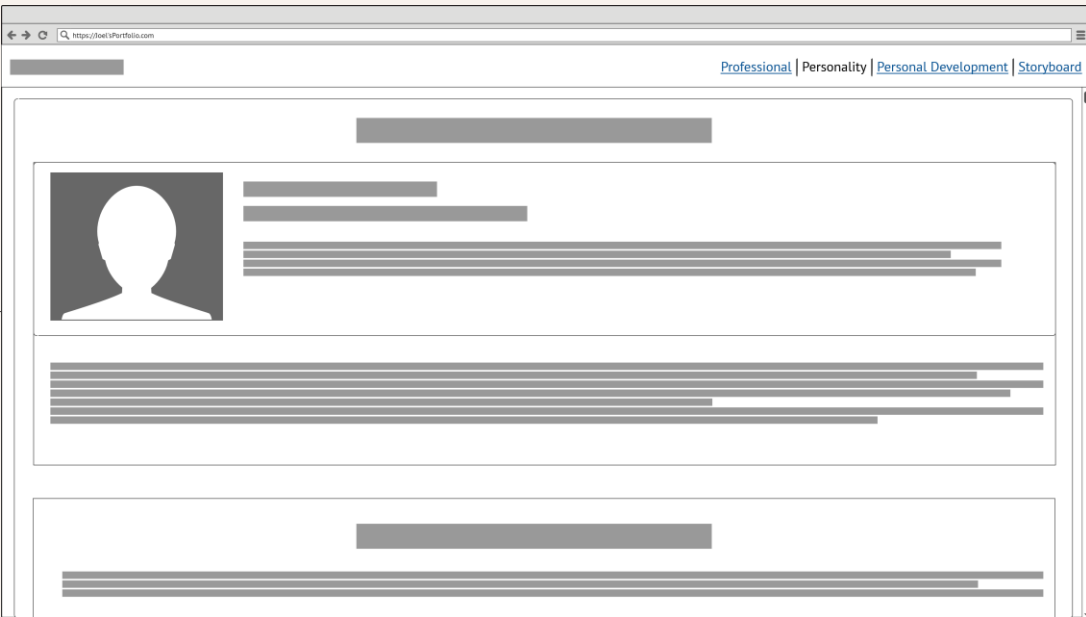 https://Joel'sPortfolio.com
Professional | Personality | Personal Development | Storyboard